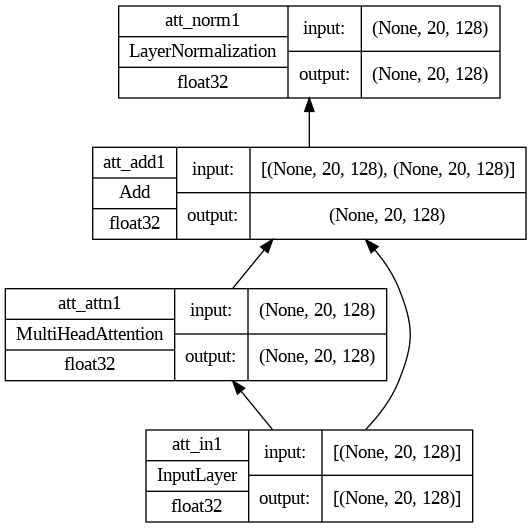 att_norm1
LayerNormalization
float32
input:
(None, 20, 128)
output:
(None, 20, 128)
att_add1
Add
float32
input:
[(None, 20, 128), (None, 20, 128)]
output:
(None, 20, 128)
att_attn1
MultiHeadAttention
float32
input:
(None, 20, 128)
output:
(None, 20, 128)
att_in1
InputLayer
float32
input:
[(None, 20, 128)]
output:
[(None, 20, 128)]